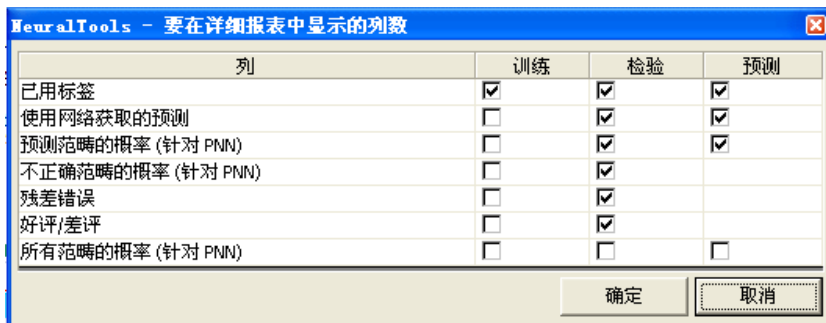 NeuralTools - 要在详细报表中显示的列数
列 训练 检验 预测
已用标签
使用网络获取的预测
预测范畴的概率 (针对 PNN)
不正确范畴的概率 (针对 PNN)
残差错误
好评/差评
所有范畴的概率 (针对 PNN)
确定 取消